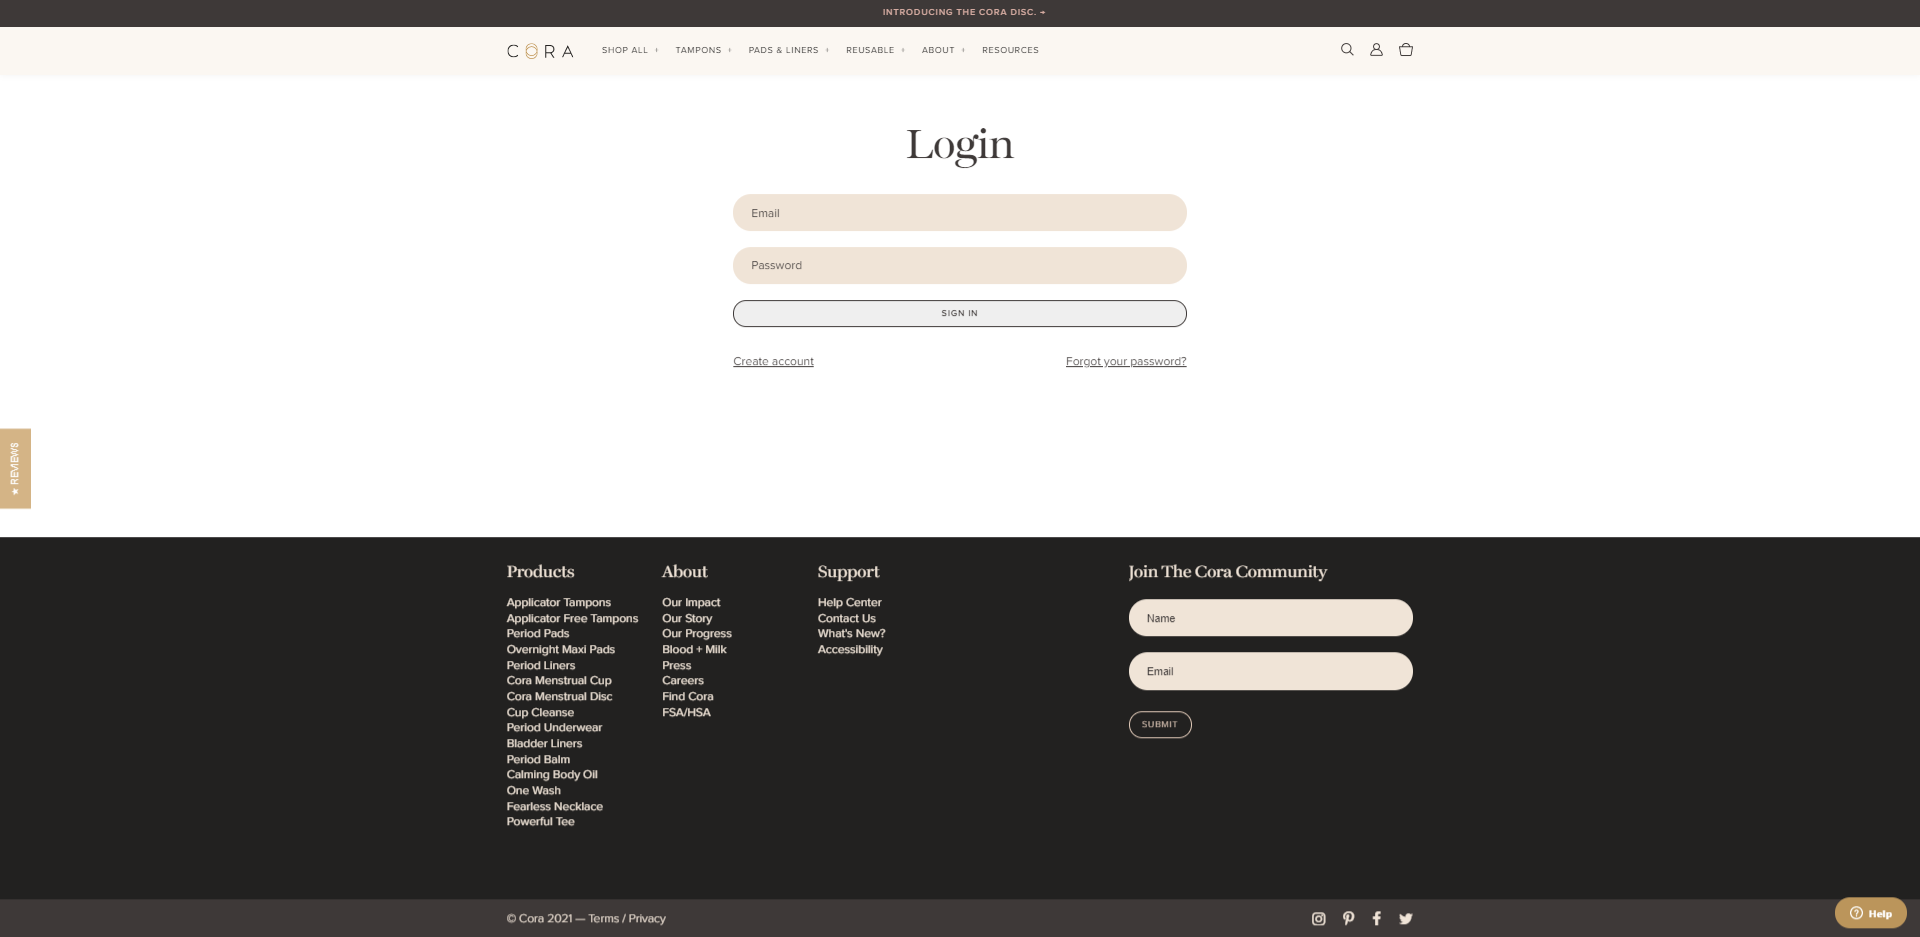 INTRODUCING THE CORA DISC. →
CORA
SHOP ALL + TAMPONS + PADS & LINERS + REUSABLE + ABOUT + RESOURCES
Login
Email
Password
SIGN IN
Create account Forgot your password?
★ REVIEWS
Products
Applicator Tampons
Applicator Free Tampons
Period Pads
Overnight Maxi Pads
Period Liners
Cora Menstrual Cup
Cora Menstrual Disc
Cup Cleanse
Period Underwear
Bladder Liners
Period Balm
Calming Body Oil
One Wash
Fearless Necklace
Powerful Tee
About
Our Impact
Our Story
Our Progress
Blood + Milk
Press
Careers
Find Cora
FSA/HSA
Support
Help Center
Contact Us
What's New?
Accessibility
Join The Cora Community
Name
Email
SUBMIT
© Cora 2021 — Terms / Privacy
Help